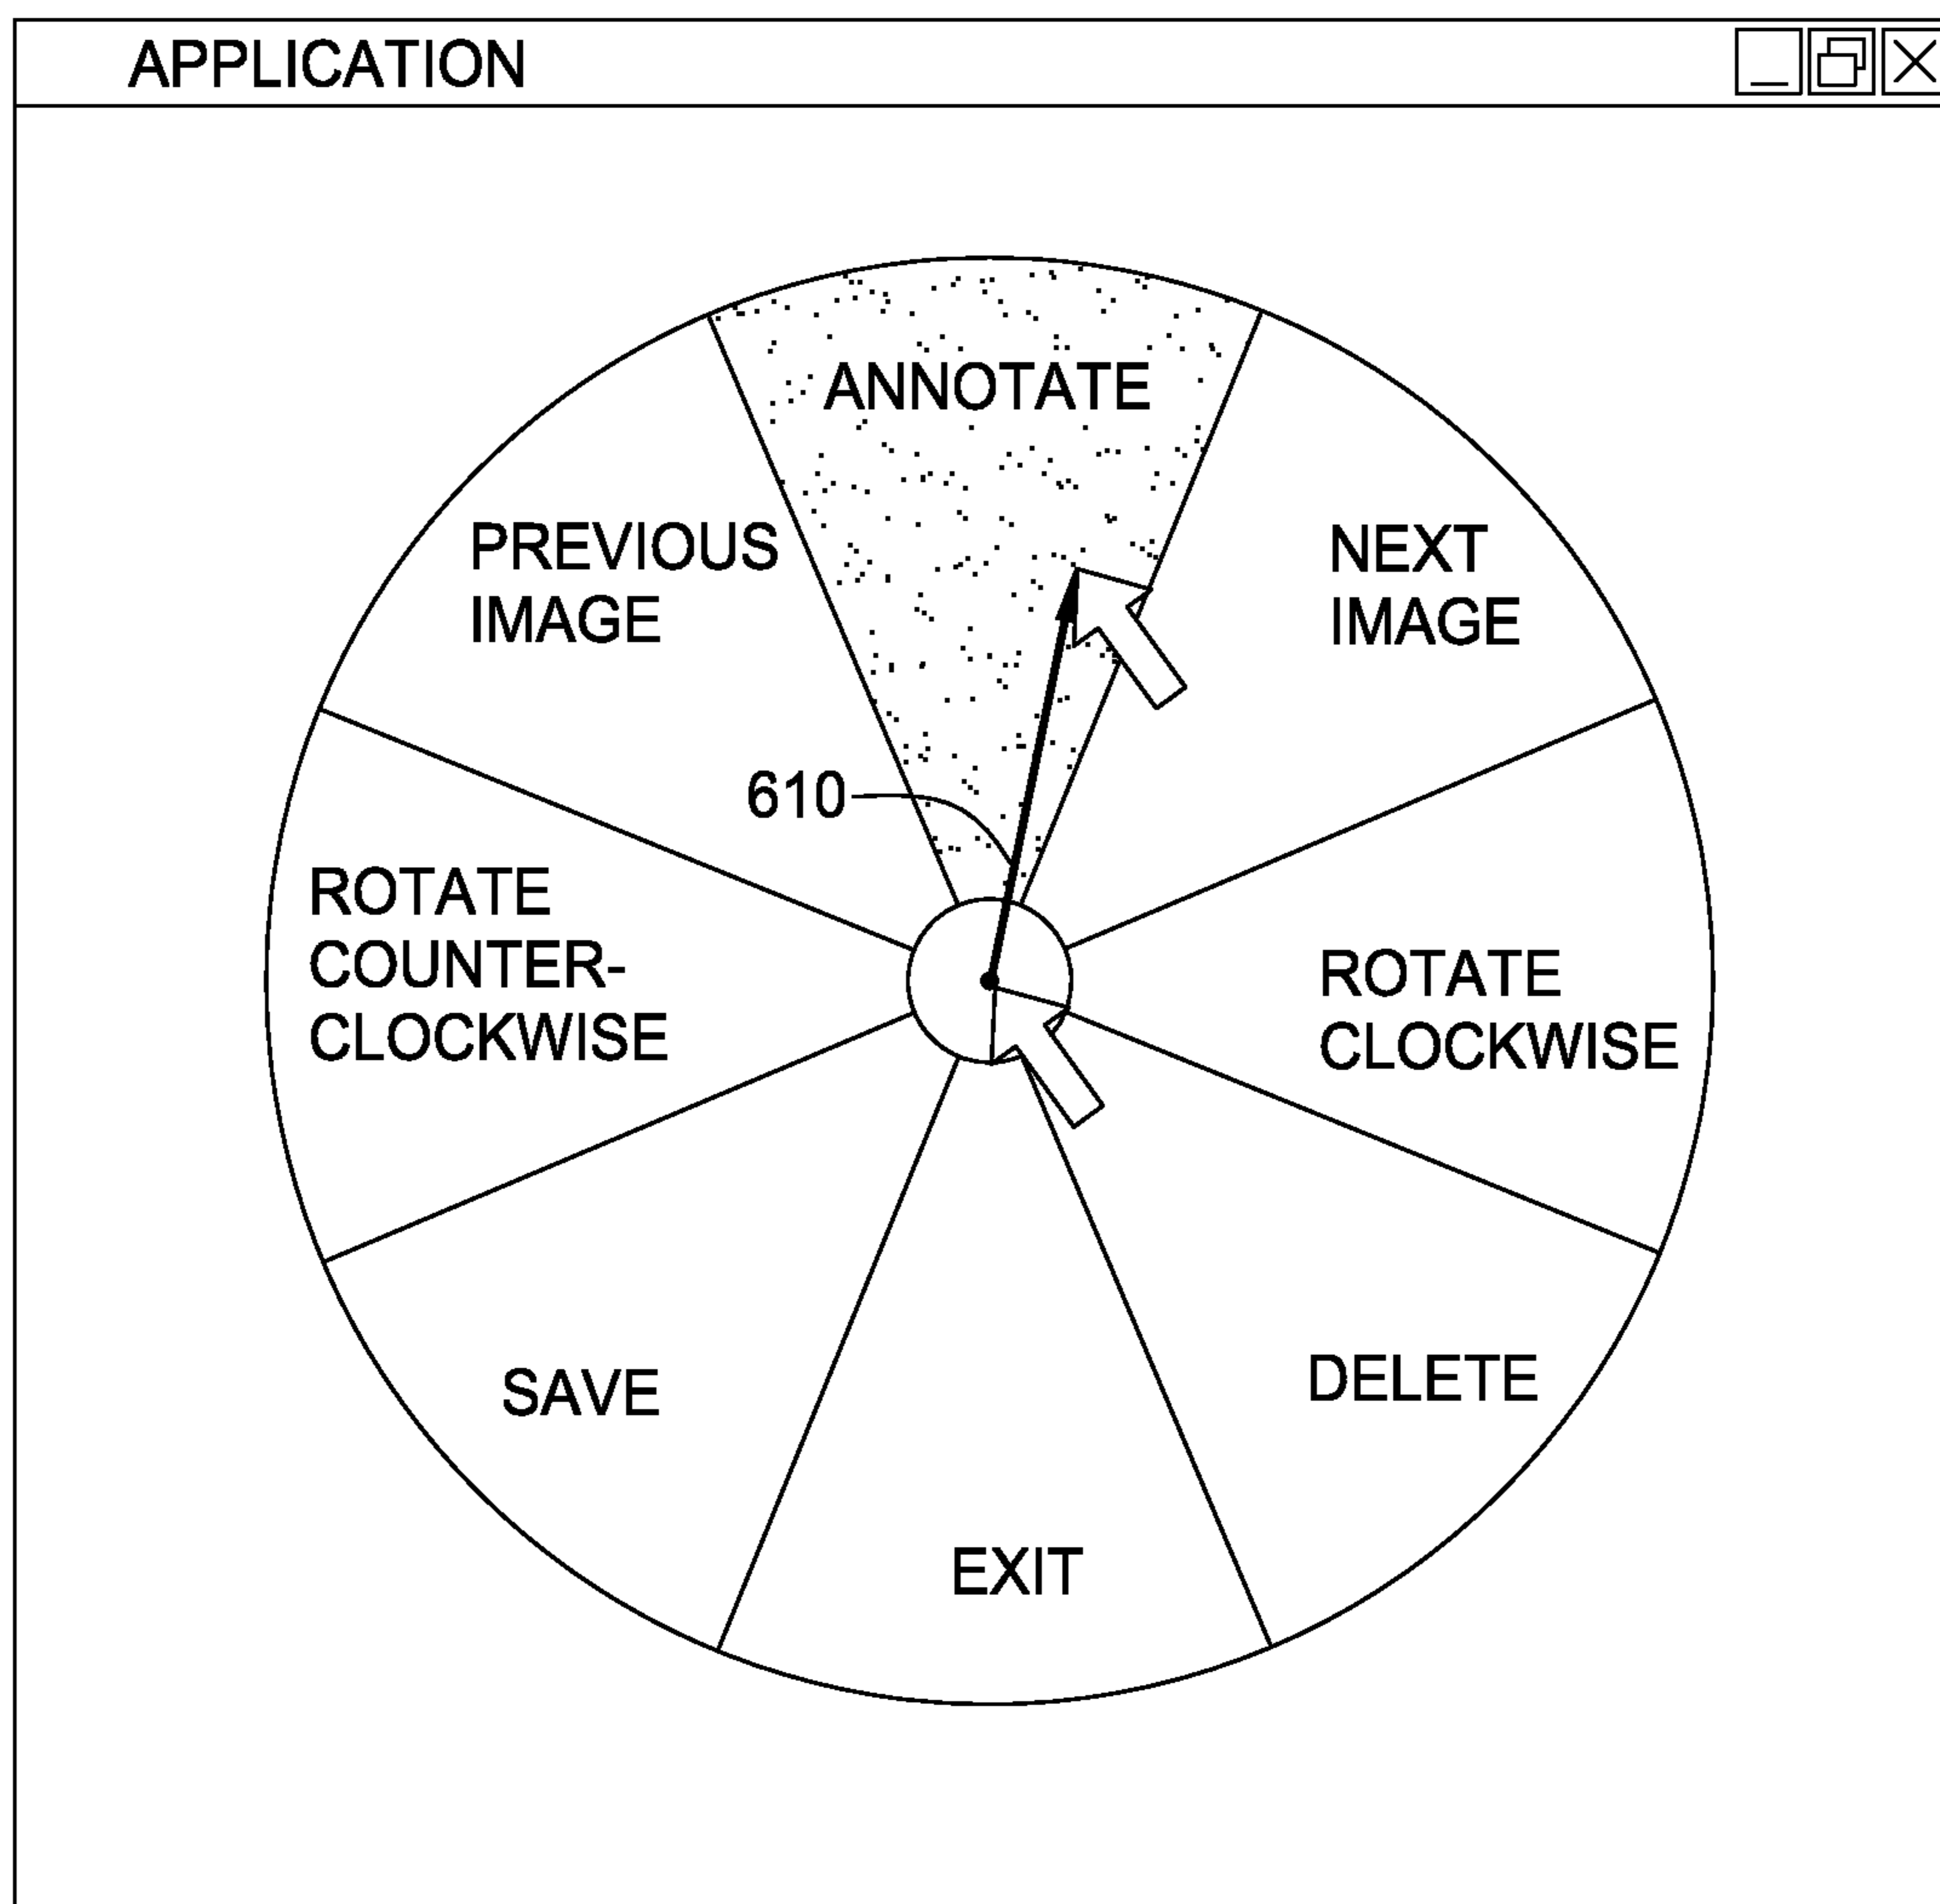 APPLICATION
ANNOTATE
PREVIOUS
IMAGE
NEXT
IMAGE
610
ROTATE
COUNTER-
CLOCKWISE
ROTATE
CLOCKWISE
SAVE
DELETE
EXIT